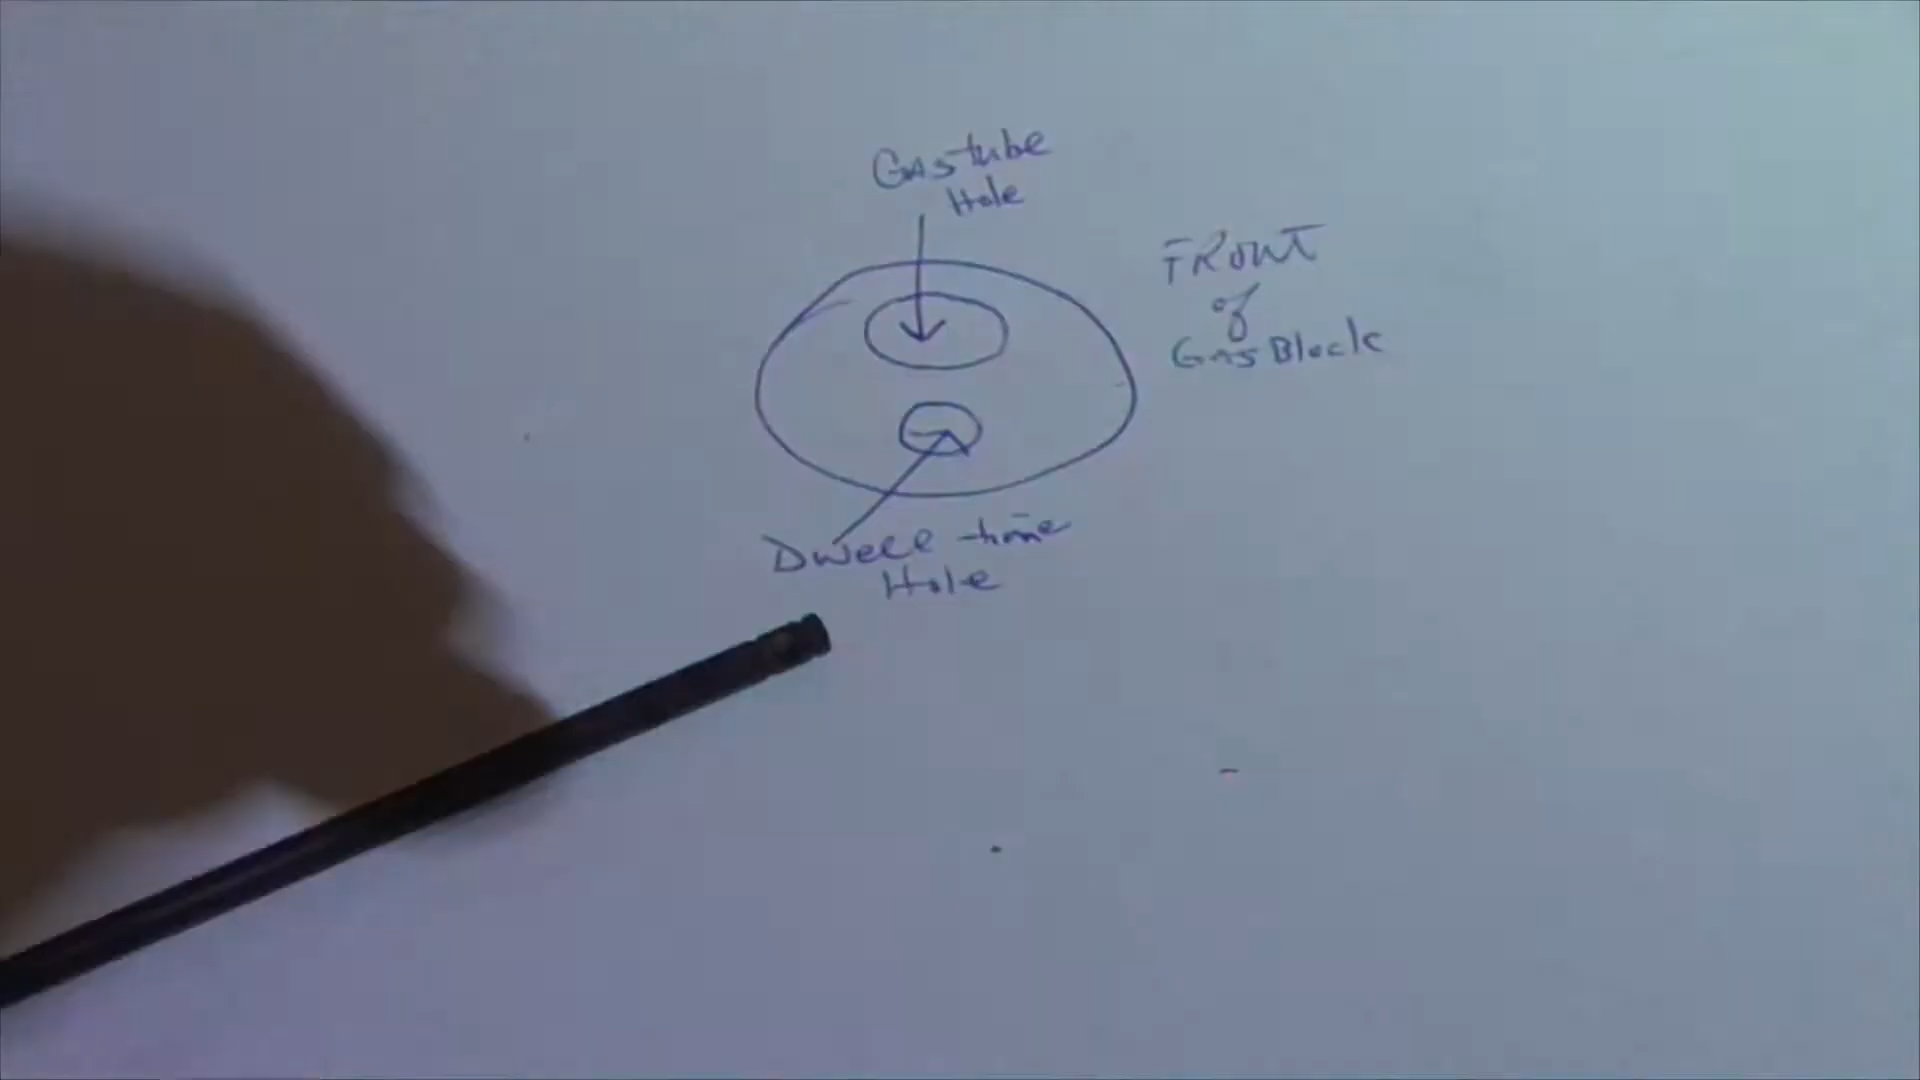 Gas tube
Hole
FRONT
of
Gas Block
Dwell time
Hole